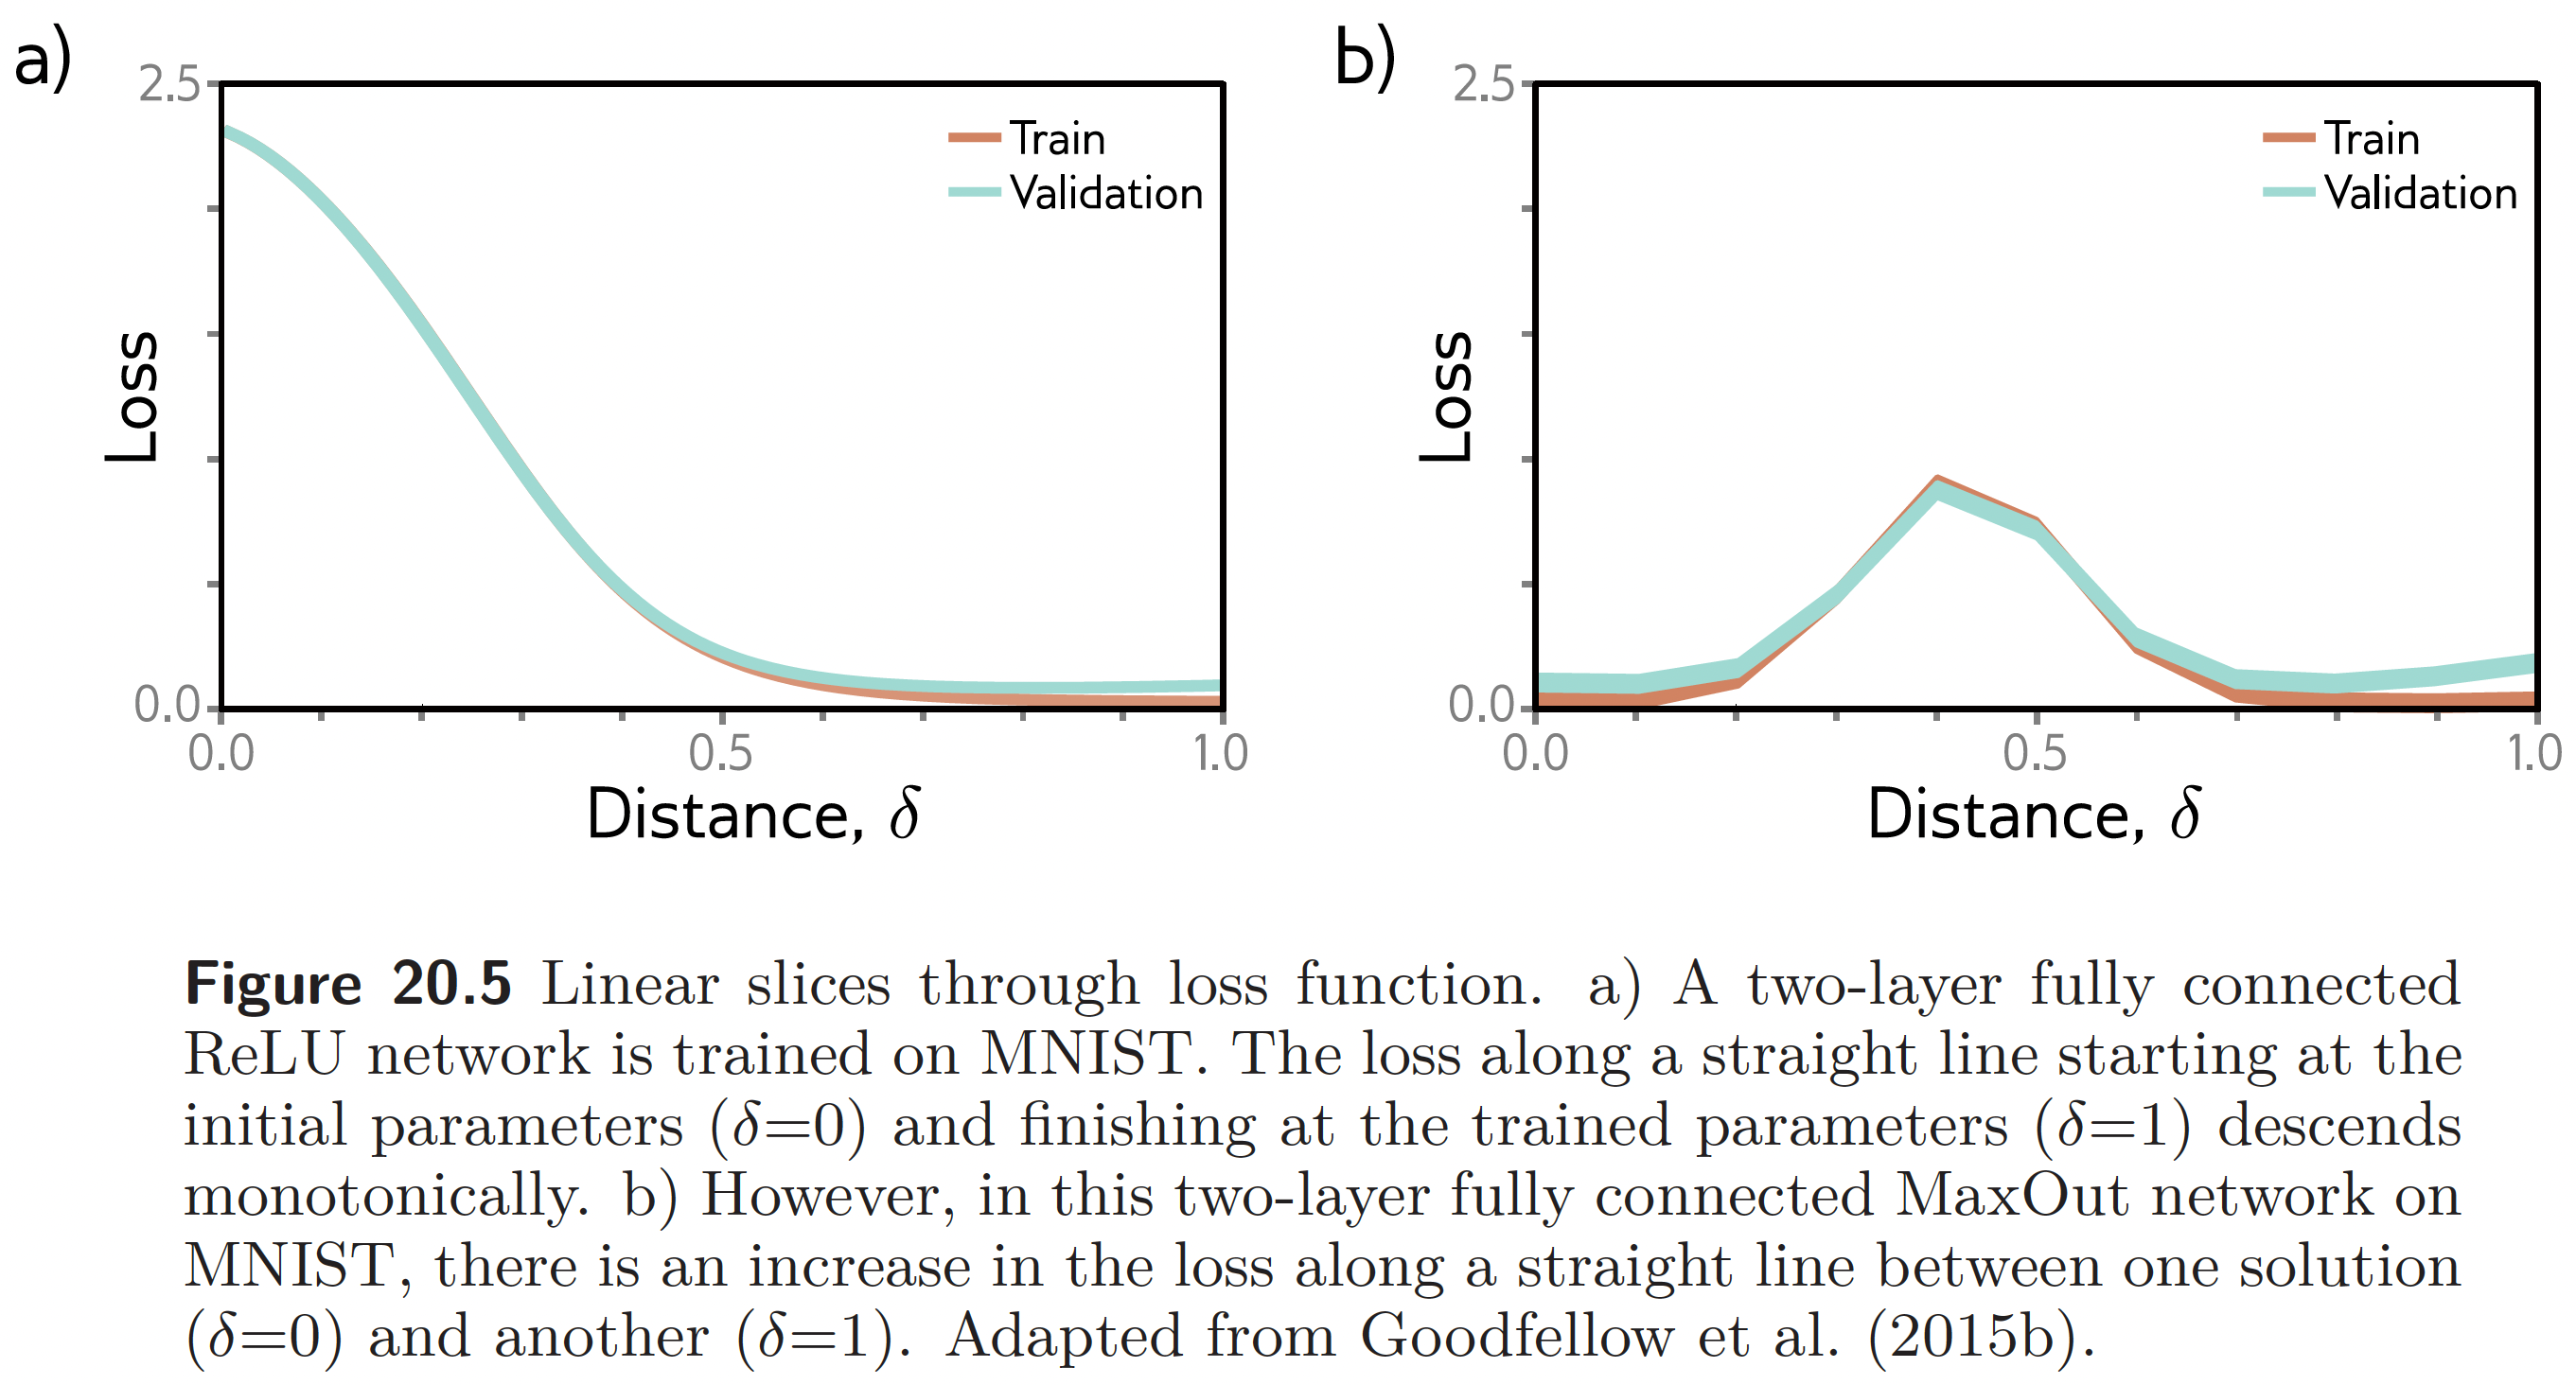 a)
2.5
Train
Validation
Loss
0.0
0.0 0.5 1.0
Distance, δ
b)
2.5
Train
Validation
Loss
0.0
0.0 0.5 1.0
Distance, δ
Figure 20.5 Linear slices through loss function. a) A two-layer fully connected
ReLU network is trained on MNIST. The loss along a straight line starting at the
initial parameters (δ=0) and finishing at the trained parameters (δ=1) descends
monotonically. b) However, in this two-layer fully connected MaxOut network on
MNIST, there is an increase in the loss along a straight line between one solution
(δ=0) and another (δ=1). Adapted from Goodfellow et al. (2015b).